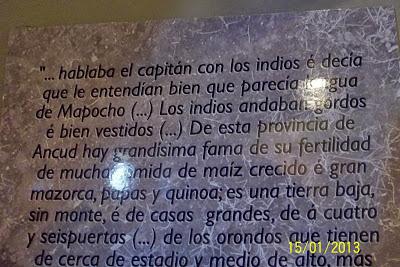 "... hablaba el capitán con los indios é decia
que le entendían bien que parecia lengua
de Mapocho (...) Los indios andaban gordos
é bien vestidos (...) De esta provincia de
Ancud hay grandísima fama de su fertilidad
de mucha comida de maíz crecido é gran
mazorca, papas y quinoa; es una tierra baja,
sin monte, é de casas grandes, de à cuatro
y seispuertas (...) de los orondos que tienen
de cerca de estadio y medio de alto, más
15/01/2013